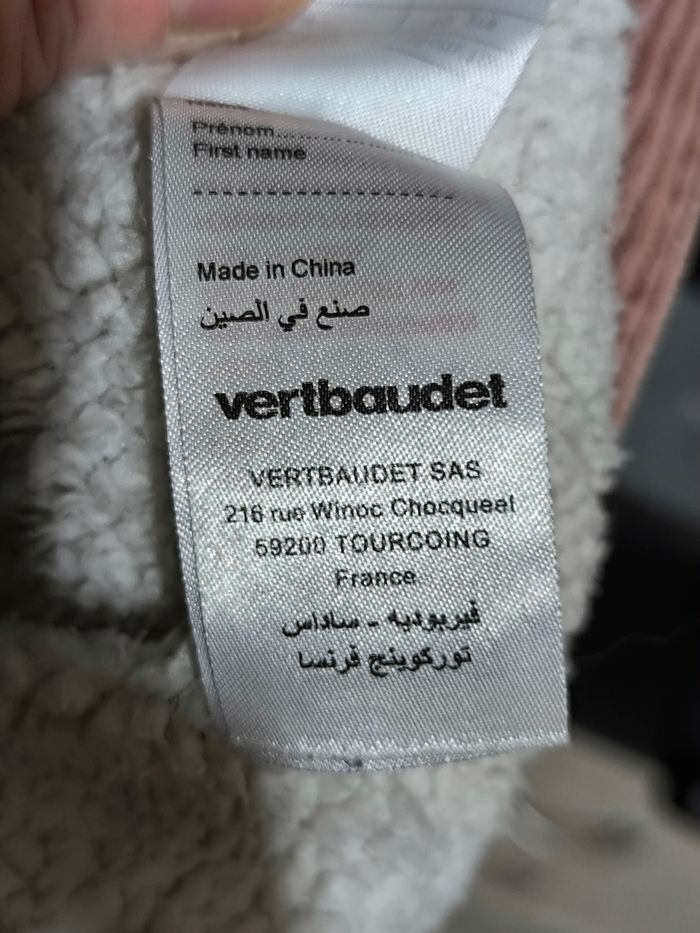 Prénom....................
First name
Made in China
صنع في الصين
vertbaudet
VERTBAUDET SAS
216 rue Winoc Chocqueel
59200 TOURCOING
France
فيربوديه - ساداس
توركوينج فرنسا